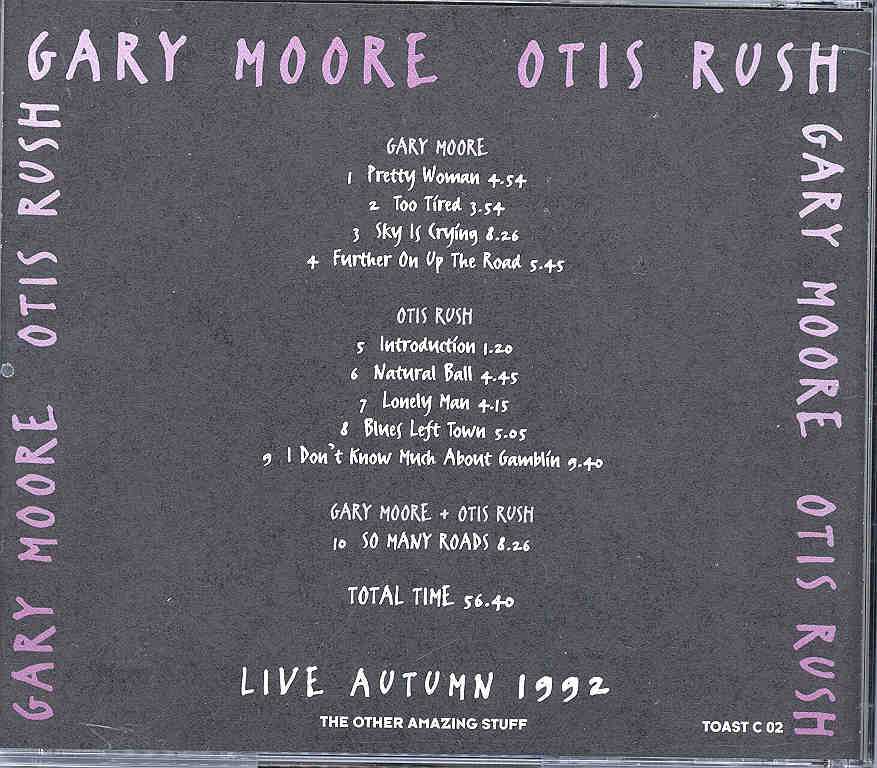 GARY MOORE OTIS RUSH
GARY MOORE OTIS RUSH
GARY MOORE OTIS RUSH
GARY MOORE
1 Pretty Woman 4.54
2 Too Tired 3.54
3 Sky Is Crying 8.26
4 Further On Up The Road 5.45
OTIS RUSH
5 Introduction 1.20
6 Natural Ball 4.45
7 Lonely Man 4.15
8 Blues Left Town 5.05
9 I Don't Know Much About Gamblin 9.40
GARY MOORE + OTIS RUSH
10 SO MANY ROADS 8.26
TOTAL TIME 56.40
LIVE AUTUMN 1992
THE OTHER AMAZING STUFF
TOAST C 02